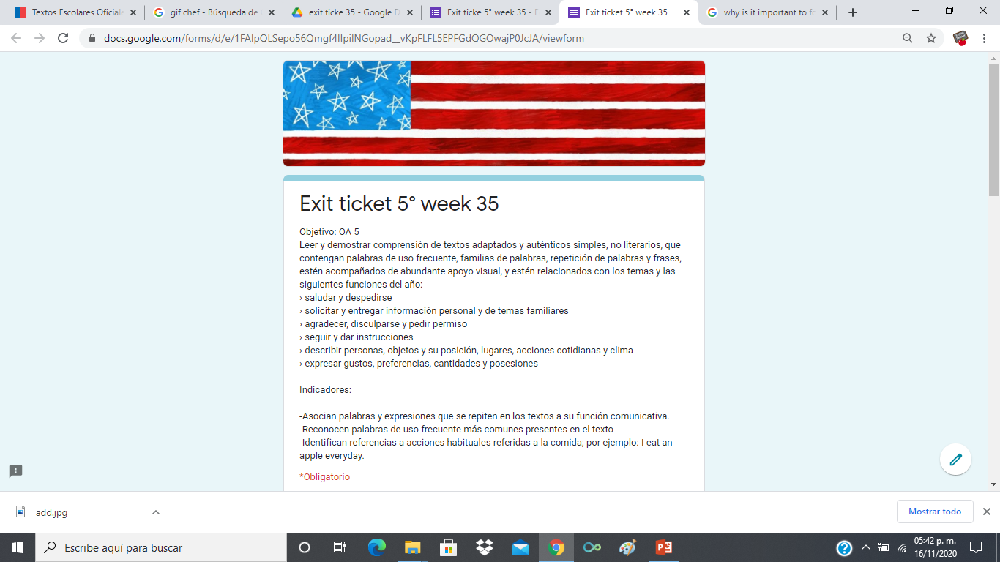 Textos Escolares Oficiale
gif chef - Búsqueda de
exit ticke 35 - Google D
Exit ticke 5° week 35 - F
Exit ticket 5° week 35
why is it important to fo
docs.google.com/forms/d/e/1FAIpQLSepo56Qmgf4lIpiINGopad__vKpFLFL5EPFGdQGOwajP0JcJA/viewform
Exit ticket 5° week 35
Objetivo: OA 5
Leer y demostrar comprensión de textos adaptados y auténticos simples, no literarios, que
contengan palabras de uso frecuente, familias de palabras, repetición de palabras y frases,
estén acompañados de abundante apoyo visual, y estén relacionados con los temas y las
siguientes funciones del año:
› saludar y despedirse
› solicitar y entregar información personal y de temas familiares
› agradecer, disculparse y pedir permiso
› seguir y dar instrucciones
› describir personas, objetos y su posición, lugares, acciones cotidianas y clima
› expresar gustos, preferencias, cantidades y posesiones
Indicadores:
-Asocian palabras y expresiones que se repiten en los textos a su función comunicativa.
-Reconocen palabras de uso frecuente más comunes presentes en el texto
-Identifican referencias a acciones habituales referidas a la comida; por ejemplo: I eat an
apple everyday.
*Obligatorio
add.jpg
Mostrar todo
Escribe aquí para buscar
05:42 p. m.
16/11/2020